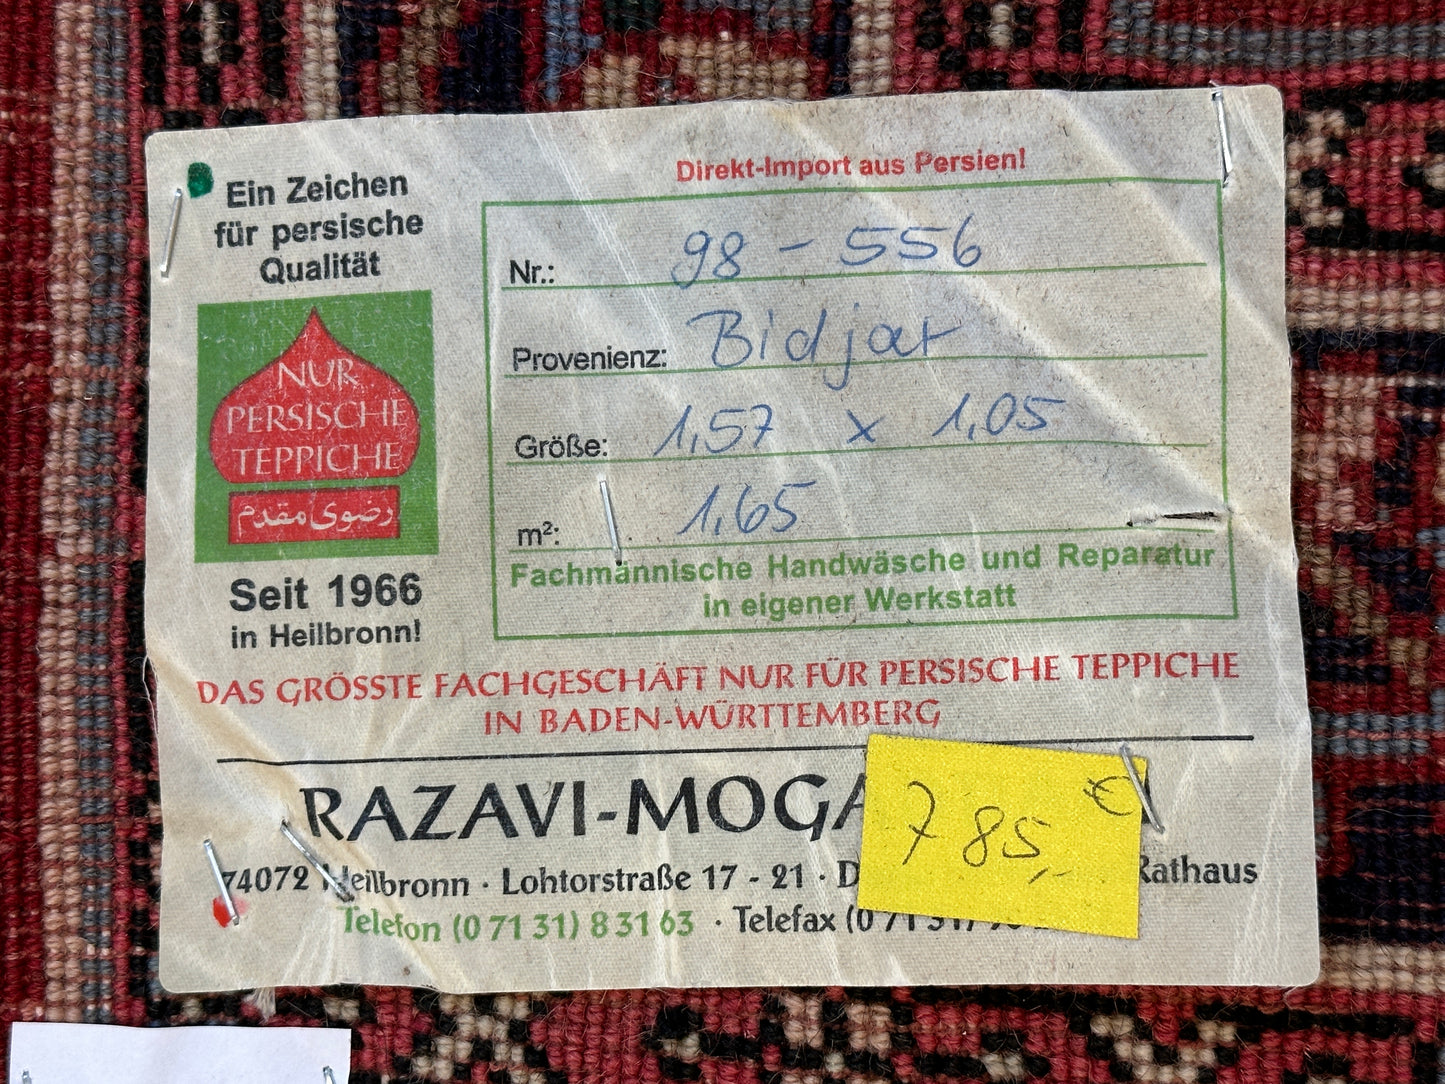 Ein Zeichen
für persische
Qualität
NUR
PERSISCHE
TEPPICHE
رضوی مقدم
Seit 1966
in Heilbronn!
Direkt-Import aus Persien!
Nr.: 98 - 556
Provenienz: Bidjar
Größe: 1,57 x 1,05
m²: 1,65
Fachmännische Handwäsche und Reparatur
in eigener Werkstatt
DAS GRÖSSTE FACHGESCHÄFT NUR FÜR PERSISCHE TEPPICHE
IN BADEN-WÜRTTEMBERG
RAZAVI-MOGA
785,- €
74072 Heilbronn · Lohtorstraße 17 - 21 · Rathaus
Telefon (0 71 31) 8 31 63 · Telefax (0 71 31)